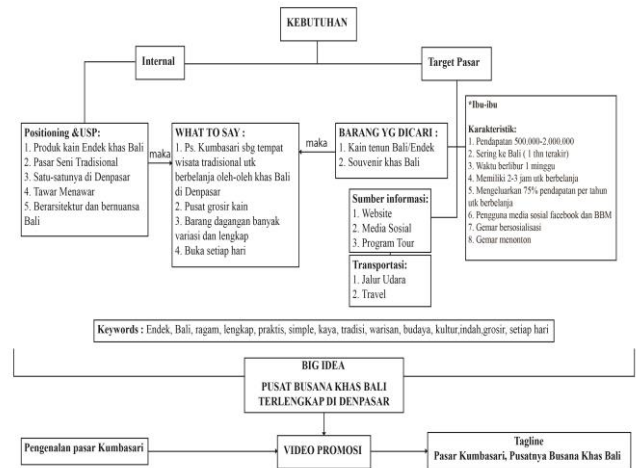 KEBUTUHAN
Internal
Target Pasar
Positioning &USP:
1. Produk kain Endek khas Bali
2. Pasar Seni Tradisional
3. Satu-satunya di Denpasar
4. Tawar Menawar
5. Berarsitektur dan bernuansa
Bali
maka
WHAT TO SAY :
1. Ps. Kumbasari sbg tempat
wisata tradisional utk
berbelanja oleh-oleh khas Bali
di Denpasar
2. Pusat grosir kain
3. Barang dagangan banyak
variasi dan lengkap
4. Buka setiap hari
maka
BARANG YG DICARI :
1. Kain tenun Bali/Endek
2. Souvenir khas Bali
*Ibu-ibu
Karakteristik:
1. Pendapatan 500,000-2,000,000
2. Sering ke Bali ( 1 thn terakir)
3. Waktu berlibur 1 minggu
4. Memiliki 2-3 jam utk berbelanja
5. Mengeluarkan 75% pendapatan per tahun
utk berbelanja
6. Pengguna media sosial facebook dan BBM
7. Gemar bersosialisasi
8. Gemar menonton
Sumber informasi:
1. Website
2. Media Sosial
3. Program Tour
Transportasi:
1. Jalur Udara
2. Travel
Keywords : Endek, Bali, ragam, lengkap, praktis, simple, kaya, tradisi, warisan, budaya, kultur,indah,grosir, setiap hari
BIG IDEA
PUSAT BUSANA KHAS BALI
TERLENGKAP DI DENPASAR
Pengenalan pasar Kumbasari
VIDEO PROMOSI
Tagline
Pasar Kumbasari, Pusatnya Busana Khas Bali